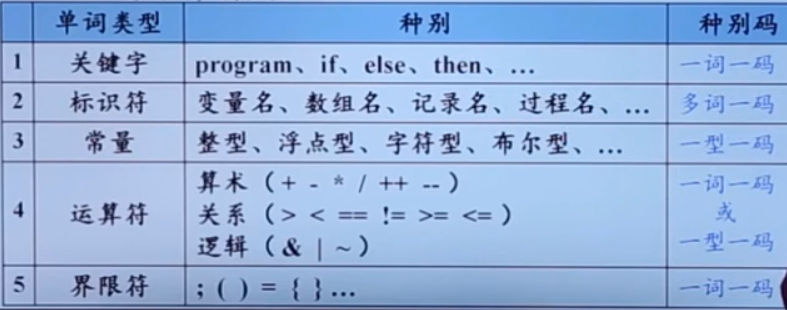 单词类型 种别 种别码
1 关键字 program、if、else、then、… 一词一码
2 标识符 变量名、数组名、记录名、过程名、… 多词一码
3 常量 整型、浮点型、字符型、布尔型、… 一型一码
4 运算符 算术（+ - * / ++ --） 一词一码
关系（> < == != >= <=） 或
逻辑（& | ~） 一型一码
5 界限符 ; ( ) = { } … 一词一码